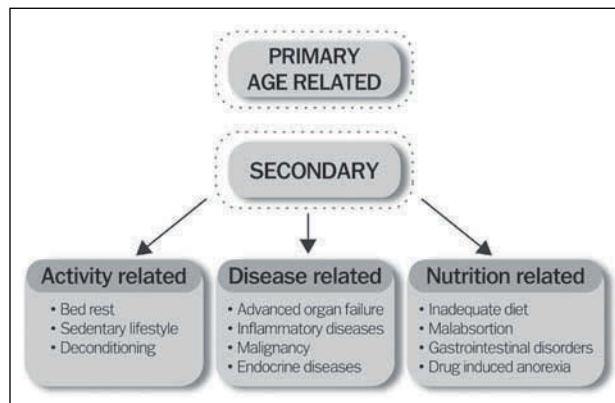 PRIMARY
AGE RELATED
SECONDARY
Activity related
• Bed rest
• Sedentary lifestyle
• Deconditioning
Disease related
• Advanced organ failure
• Inflammatory diseases
• Malignancy
• Endocrine diseases
Nutrition related
• Inadequate diet
• Malabsortion
• Gastrointestinal disorders
• Drug induced anorexia